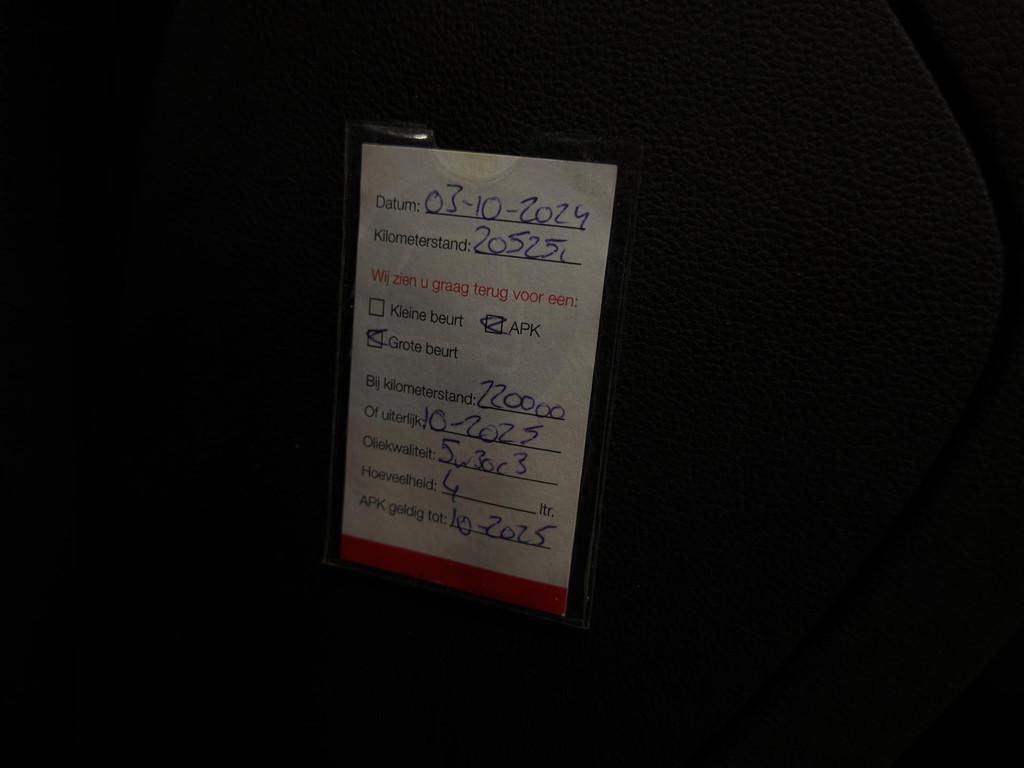 Datum: 03-10-2024
Kilometerstand: 205251
Wij zien u graag terug voor een:
Kleine beurt APK
Grote beurt
Bij kilometerstand: 220000
Of uiterlijk: 10-2025
Oliekwaliteit: 5w30c3
Hoeveelheid: 4 ltr.
APK geldig tot: 10-2025